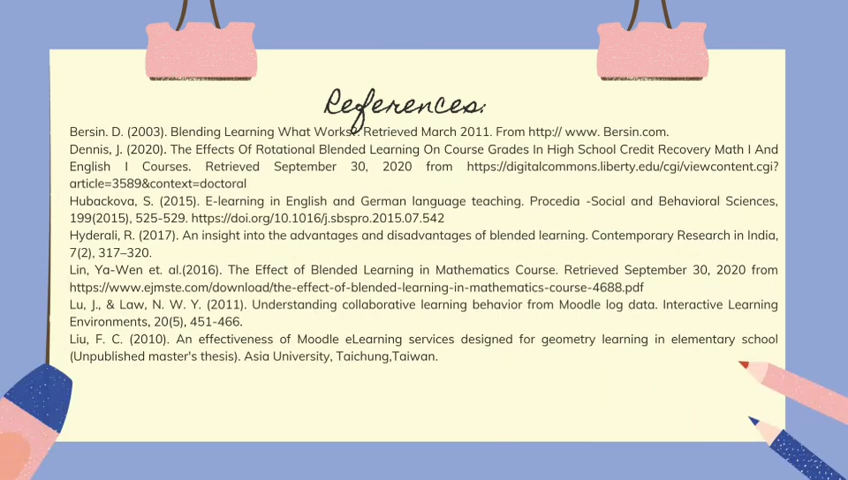 References:
Bersin. D. (2003). Blending Learning What Works?. Retrieved March 2011. From http:// www. Bersin.com.
Dennis, J. (2020). The Effects Of Rotational Blended Learning On Course Grades In High School Credit Recovery Math I And
English I Courses. Retrieved September 30, 2020 from https://digitalcommons.liberty.edu/cgi/viewcontent.cgi?
article=3589&context=doctoral
Hubackova, S. (2015). E-learning in English and German language teaching. Procedia -Social and Behavioral Sciences,
199(2015), 525-529. https://doi.org/10.1016/j.sbspro.2015.07.542
Hyderali, R. (2017). An insight into the advantages and disadvantages of blended learning. Contemporary Research in India,
7(2), 317–320.
Lin, Ya-Wen et. al.(2016). The Effect of Blended Learning in Mathematics Course. Retrieved September 30, 2020 from
https://www.ejmste.com/download/the-effect-of-blended-learning-in-mathematics-course-4688.pdf
Lu, J., & Law, N. W. Y. (2011). Understanding collaborative learning behavior from Moodle log data. Interactive Learning
Environments, 20(5), 451-466.
Liu, F. C. (2010). An effectiveness of Moodle eLearning services designed for geometry learning in elementary school
(Unpublished master's thesis). Asia University, Taichung,Taiwan.